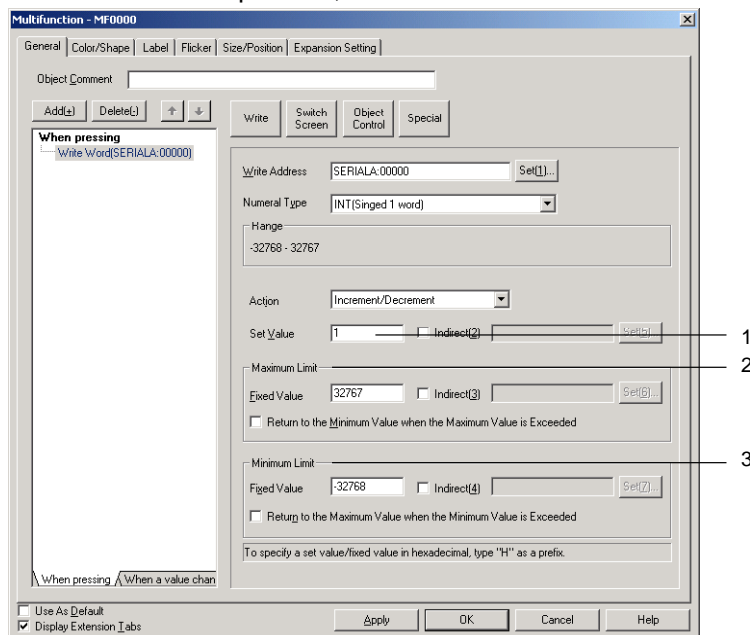 Multifunction - MF0000
General Color/Shape Label Flicker Size/Position Expansion Setting
Object Comment
Add(+) Delete(-)
Write Switch Screen Object Control Special
When pressing
Write Word(SERIALA:00000)
Write Address SERIALA:00000 Set(1)...
Numeral Type INT(Singed 1 word)
Range
-32768 - 32767
Action Increment/Decrement
Set Value 1 Indirect(2) Set(5)... 1
Maximum Limit 2
Fixed Value 32767 Indirect(3) Set(6)...
Return to the Minimum Value when the Maximum Value is Exceeded
Minimum Limit 3
Fixed Value -32768 Indirect(4) Set(7)...
Return to the Maximum Value when the Minimum Value is Exceeded
To specify a set value/fixed value in hexadecimal, type "H" as a prefix.
When pressing When a value chan
Use As Default
Display Extension Tabs
Apply OK Cancel Help